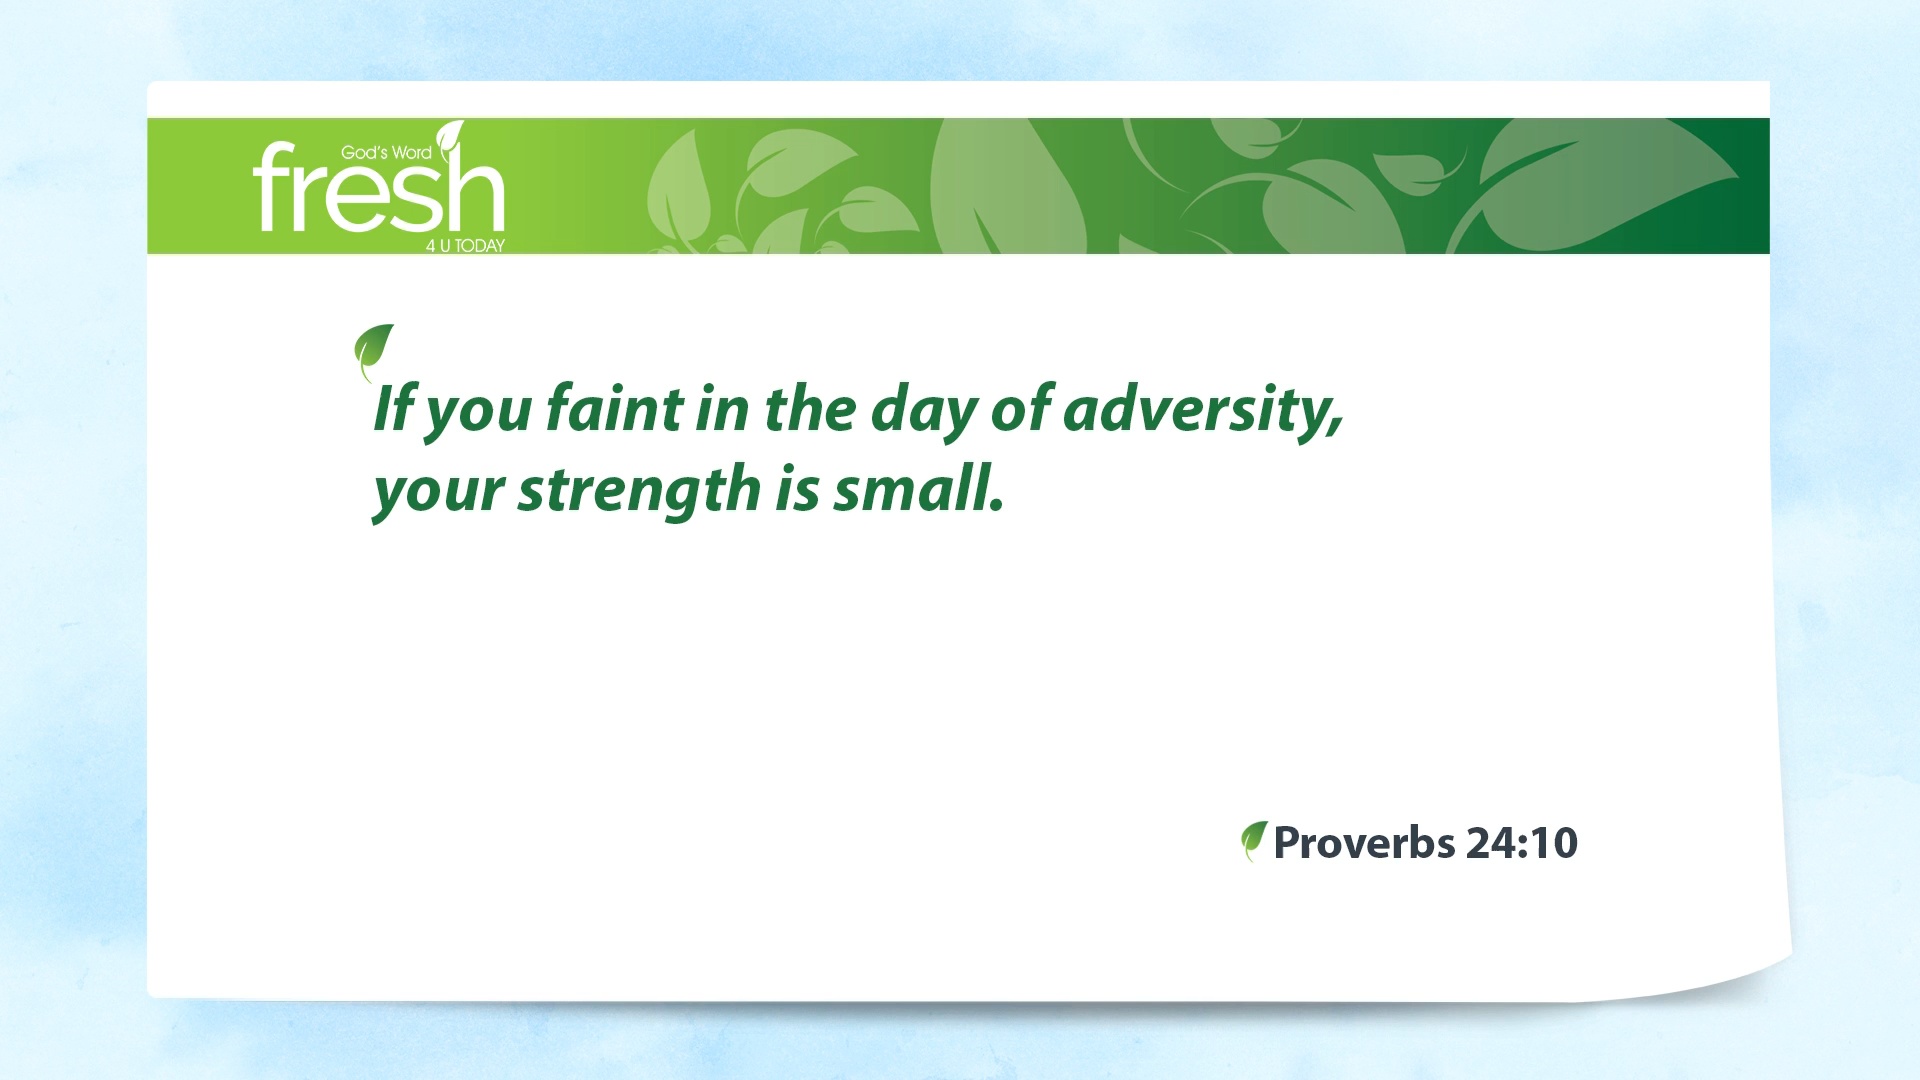 God's Word
fresh
4 U TODAY
If you faint in the day of adversity,
your strength is small.
Proverbs 24:10